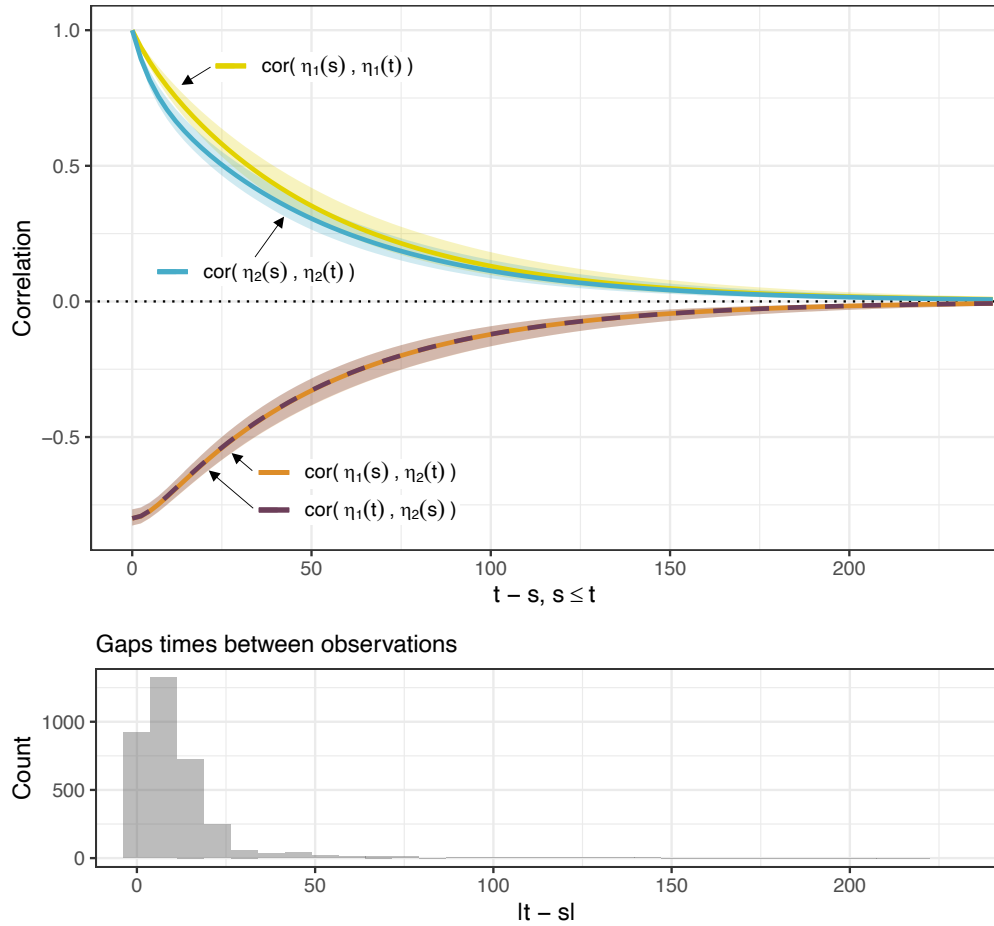 1.0
cor( η1(s) , η1(t) )
0.5
cor( η2(s) , η2(t) )
0.0
Correlation
−0.5
cor( η1(s) , η2(t) )
cor( η1(t) , η2(s) )
0 50 100 150 200
t − s, s ≤ t
Gaps times between observations
1000
500
0
Count
0 50 100 150 200
|t − s|